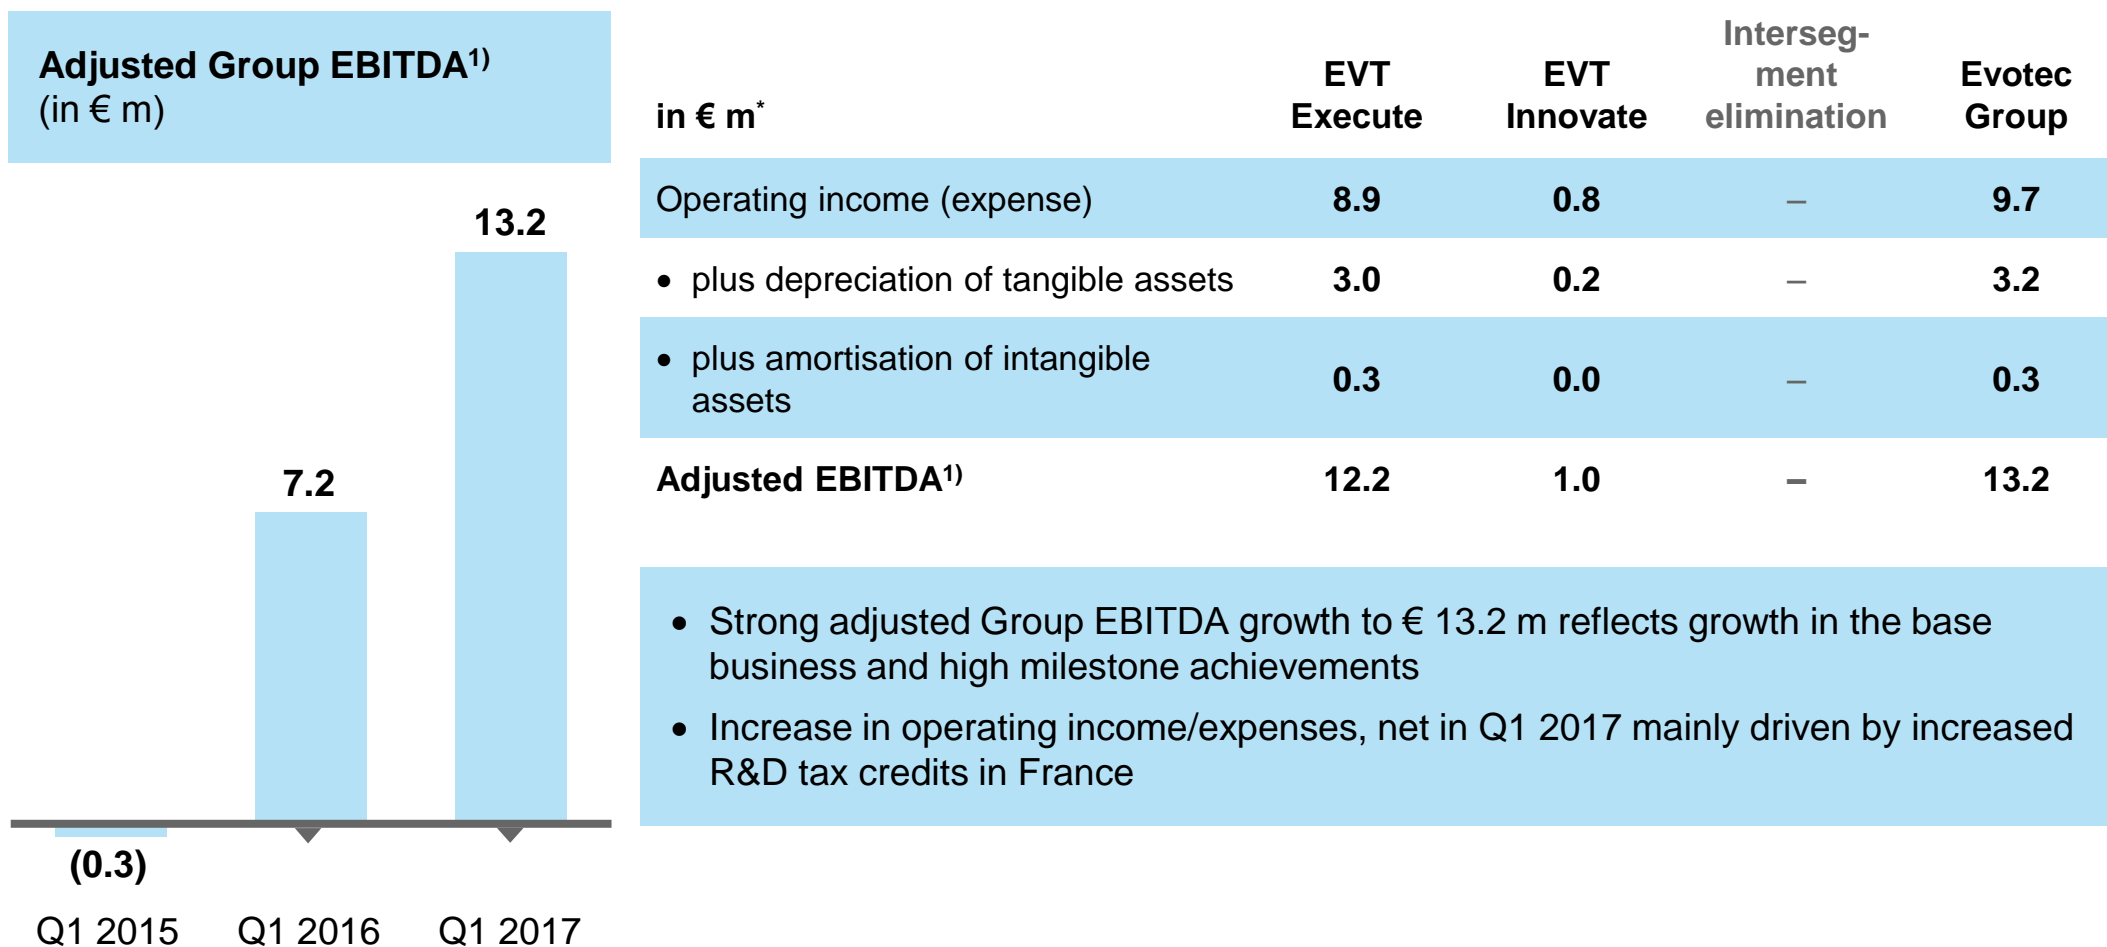 Adjusted Group EBITDA1)
(in € m)
13.2
7.2
(0.3)
Q1 2015 Q1 2016 Q1 2017
in € m* EVT Execute EVT Innovate Interseg-ment elimination Evotec Group
Operating income (expense) 8.9 0.8 – 9.7
• plus depreciation of tangible assets 3.0 0.2 – 3.2
• plus amortisation of intangible
assets 0.3 0.0 – 0.3
Adjusted EBITDA1) 12.2 1.0 – 13.2
• Strong adjusted Group EBITDA growth to € 13.2 m reflects growth in the base
business and high milestone achievements
• Increase in operating income/expenses, net in Q1 2017 mainly driven by increased
R&D tax credits in France